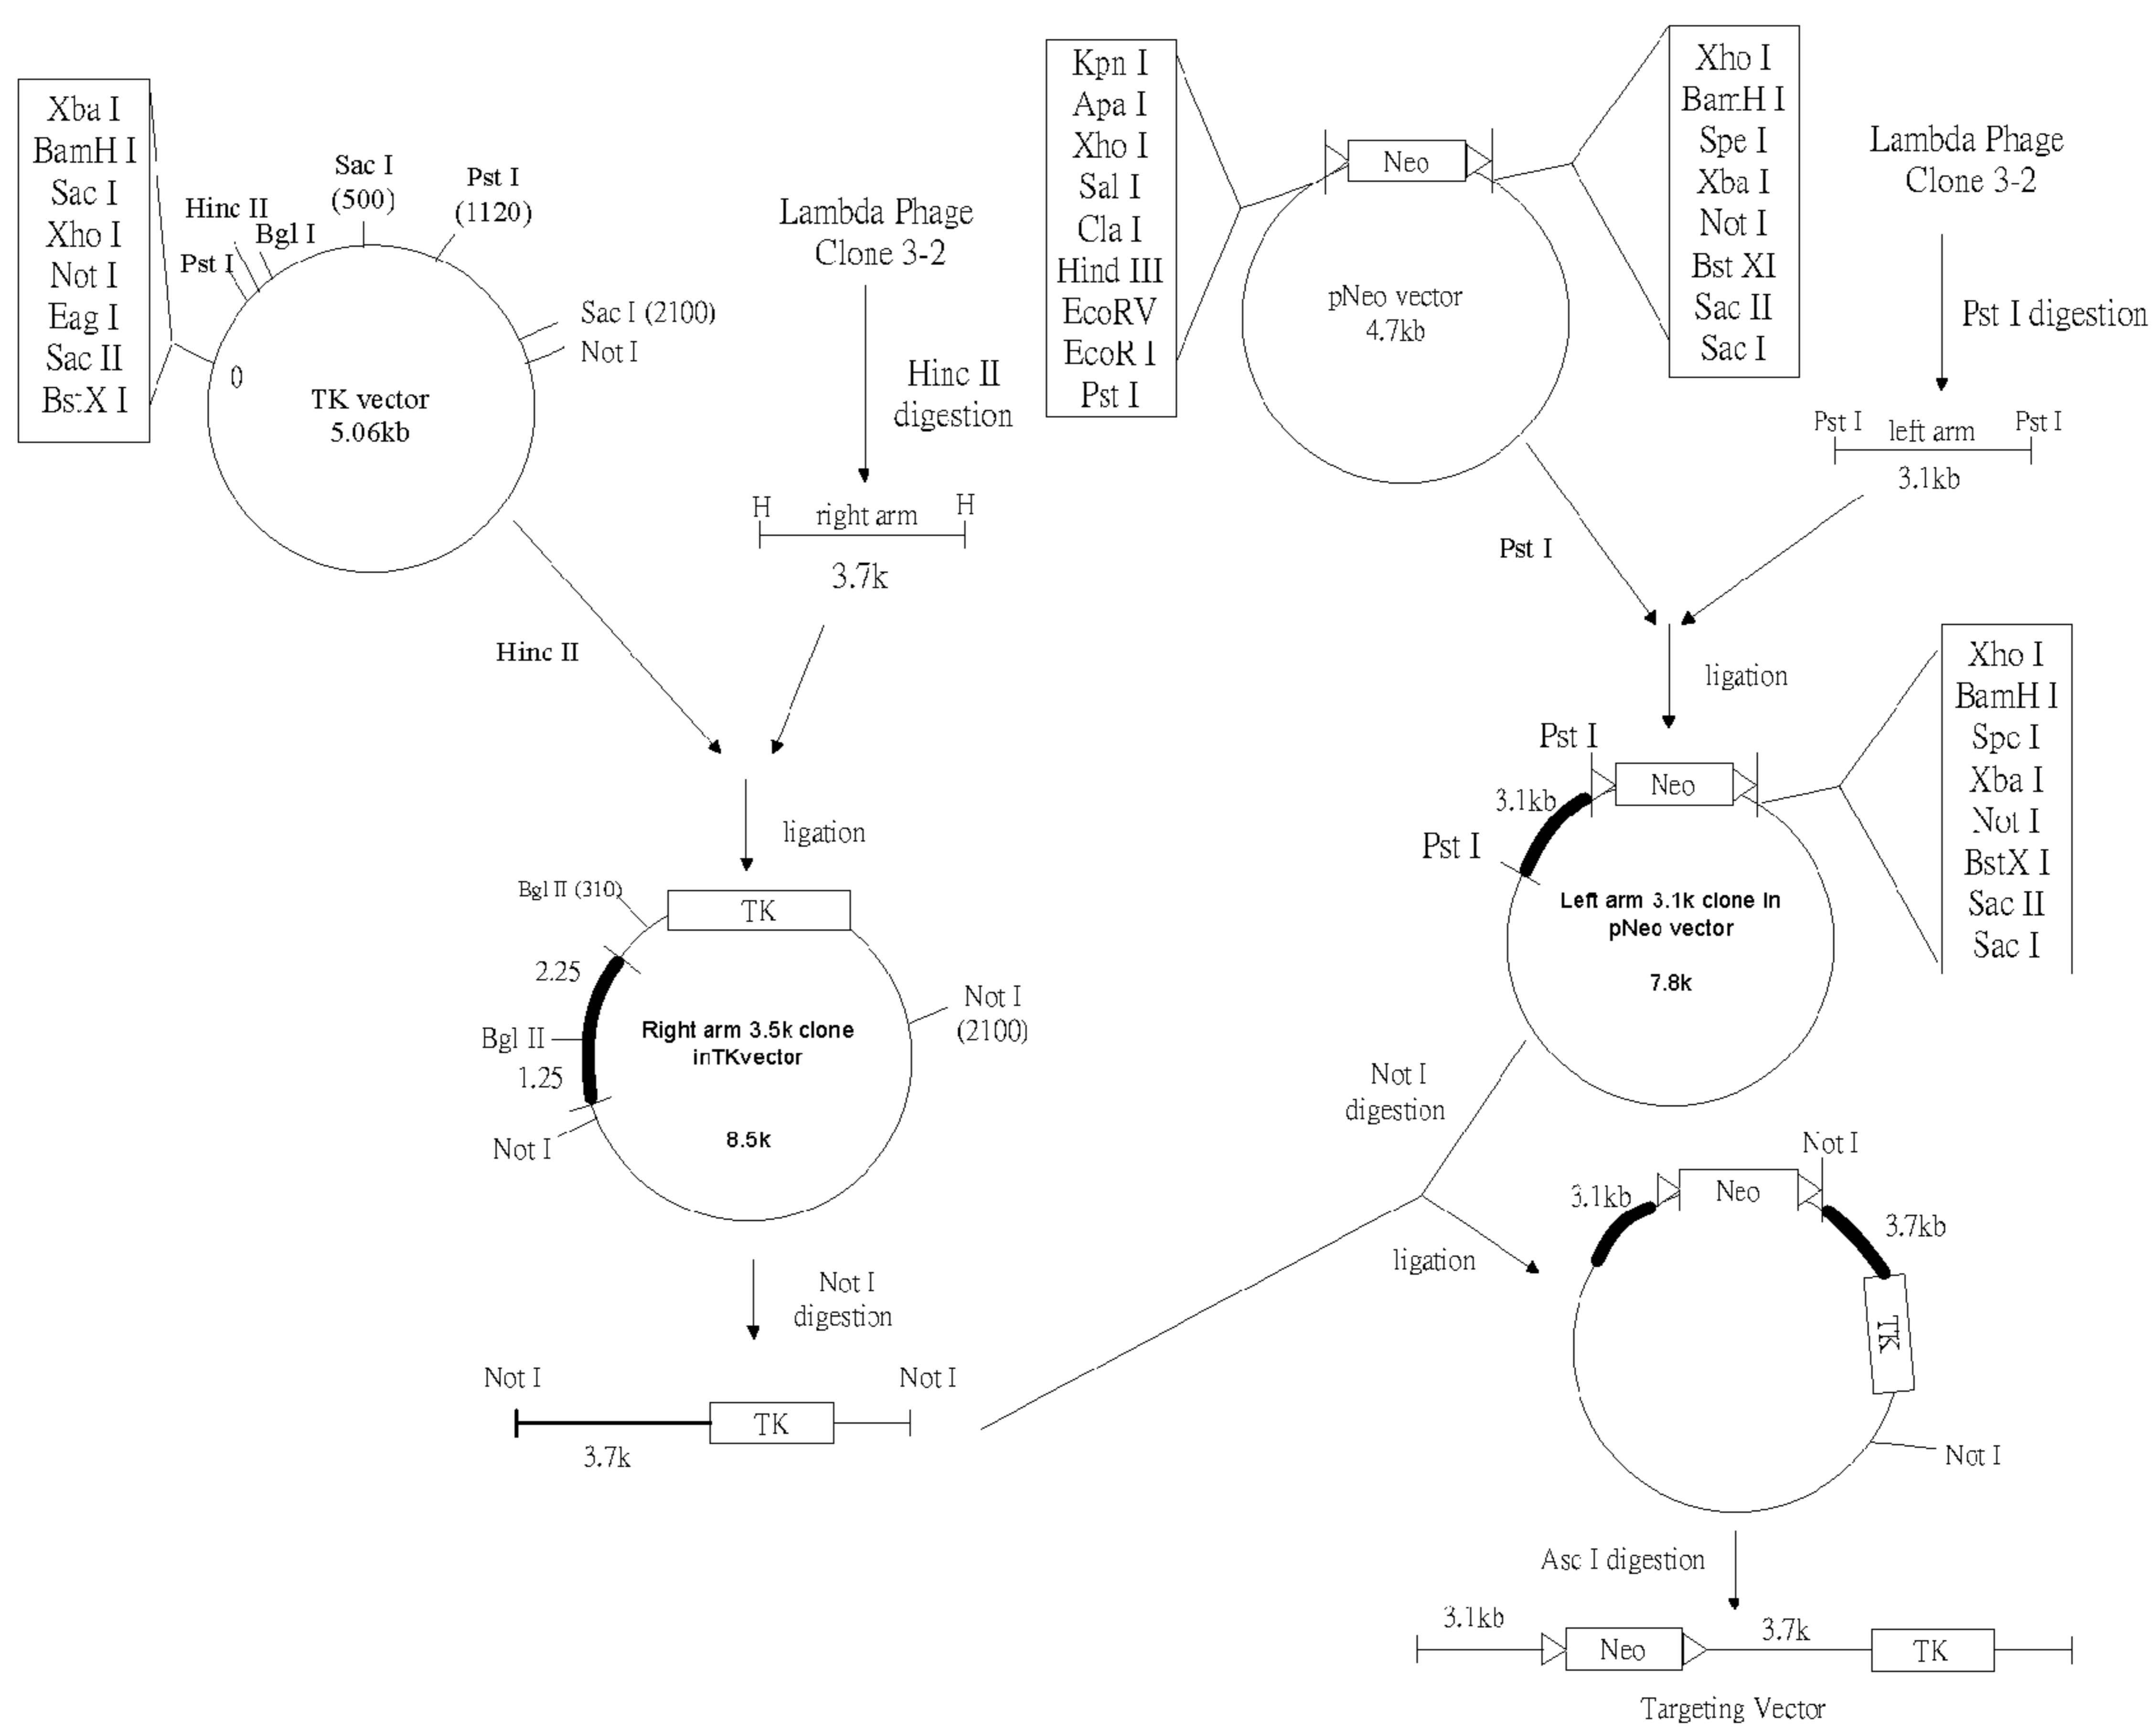 Xba I
BamH I
Sac I
Xho I
Not I
Eag I
Sac II
BstX I
Hinc II
Bgl I
Pst I
Sac I
(500)
Pst I
(1120)
Sac I (2100)
Not I
0
TK vector
5.06kb
Lambda Phage
Clone 3-2
Hinc II
digestion
H
right arm
H
3.7k
Hinc II
ligation
Kpn I
Apa I
Xho I
Sal I
Cla I
Hind III
EcoRV
EcoR I
Pst I
Neo
pNeo vector
4.7kb
Xho I
BamH I
Spe I
Xba I
Not I
Bst XI
Sac II
Sac I
Lambda Phage
Clone 3-2
Pst I digestion
Pst I
left arm
Pst I
3.1kb
Pst I
ligation
Bgl II (310)
TK
2.25
Bgl II
1.25
Not I
Not I
(2100)
Right arm 3.5k clone
inTKvector
8.5k
Not I
digestion
Not I
Not I
TK
3.7k
Pst I
Neo
3.1kb
Pst I
Left arm 3.1k clone in
pNeo vector
7.8k
Xho I
BamH I
Spe I
Xba I
Not I
BstX I
Sac II
Sac I
Not I
digestion
ligation
Not I
3.1kb
Neo
3.7kb
TK
Not I
Asc I digestion
3.1kb
Neo
3.7k
TK
Targeting Vector